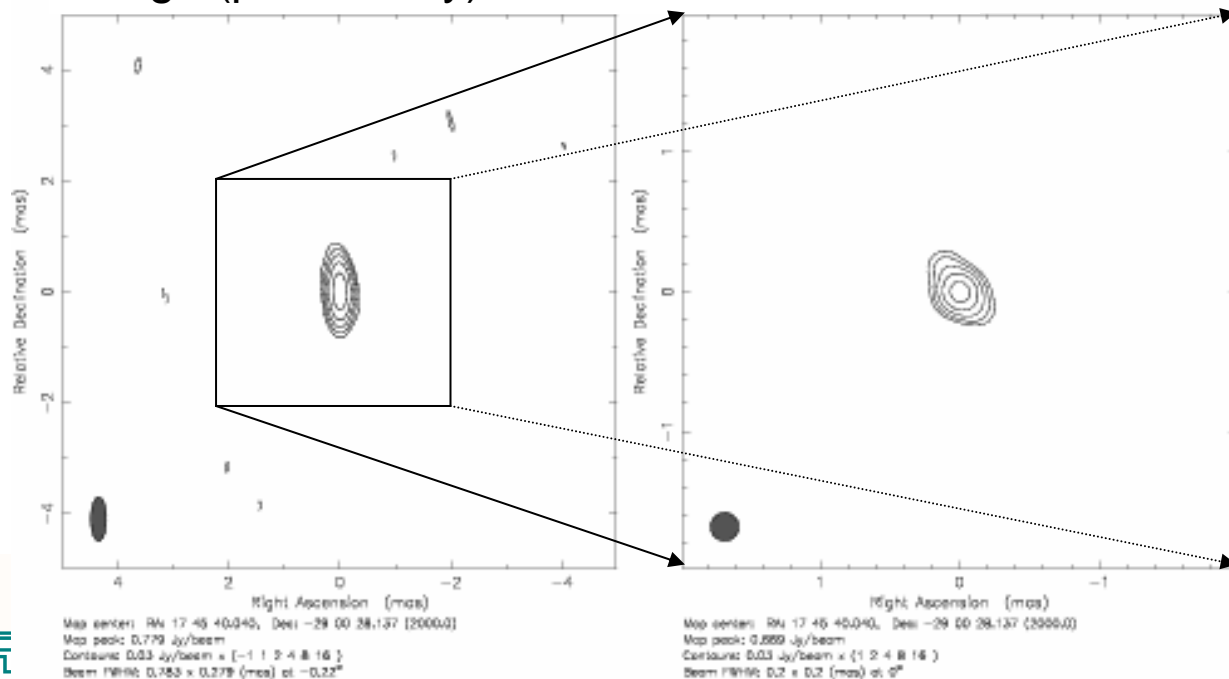 4
2
0
−2
−4
Relative Declination (mas)
4
2
0
−2
−4
Right Ascension (mas)
Map center: RA: 17 45 40.040, Dec: −29 00 28.137 (2000.0)
Map peak: 0.779 Jy/beam
Contours: 0.03 Jy/beam x (−1 1 2 4 8 16 )
Beam FWHM: 0.783 x 0.279 (mas) at −0.22°
1
0
−1
Relative Declination (mas)
1
0
−1
Right Ascension (mas)
Map center: RA: 17 45 40.040, Dec: −29 00 28.137 (2000.0)
Map peak: 0.669 Jy/beam
Contours: 0.03 Jy/beam x (1 2 4 8 16 )
Beam FWHM: 0.2 x 0.2 (mas) at 0°